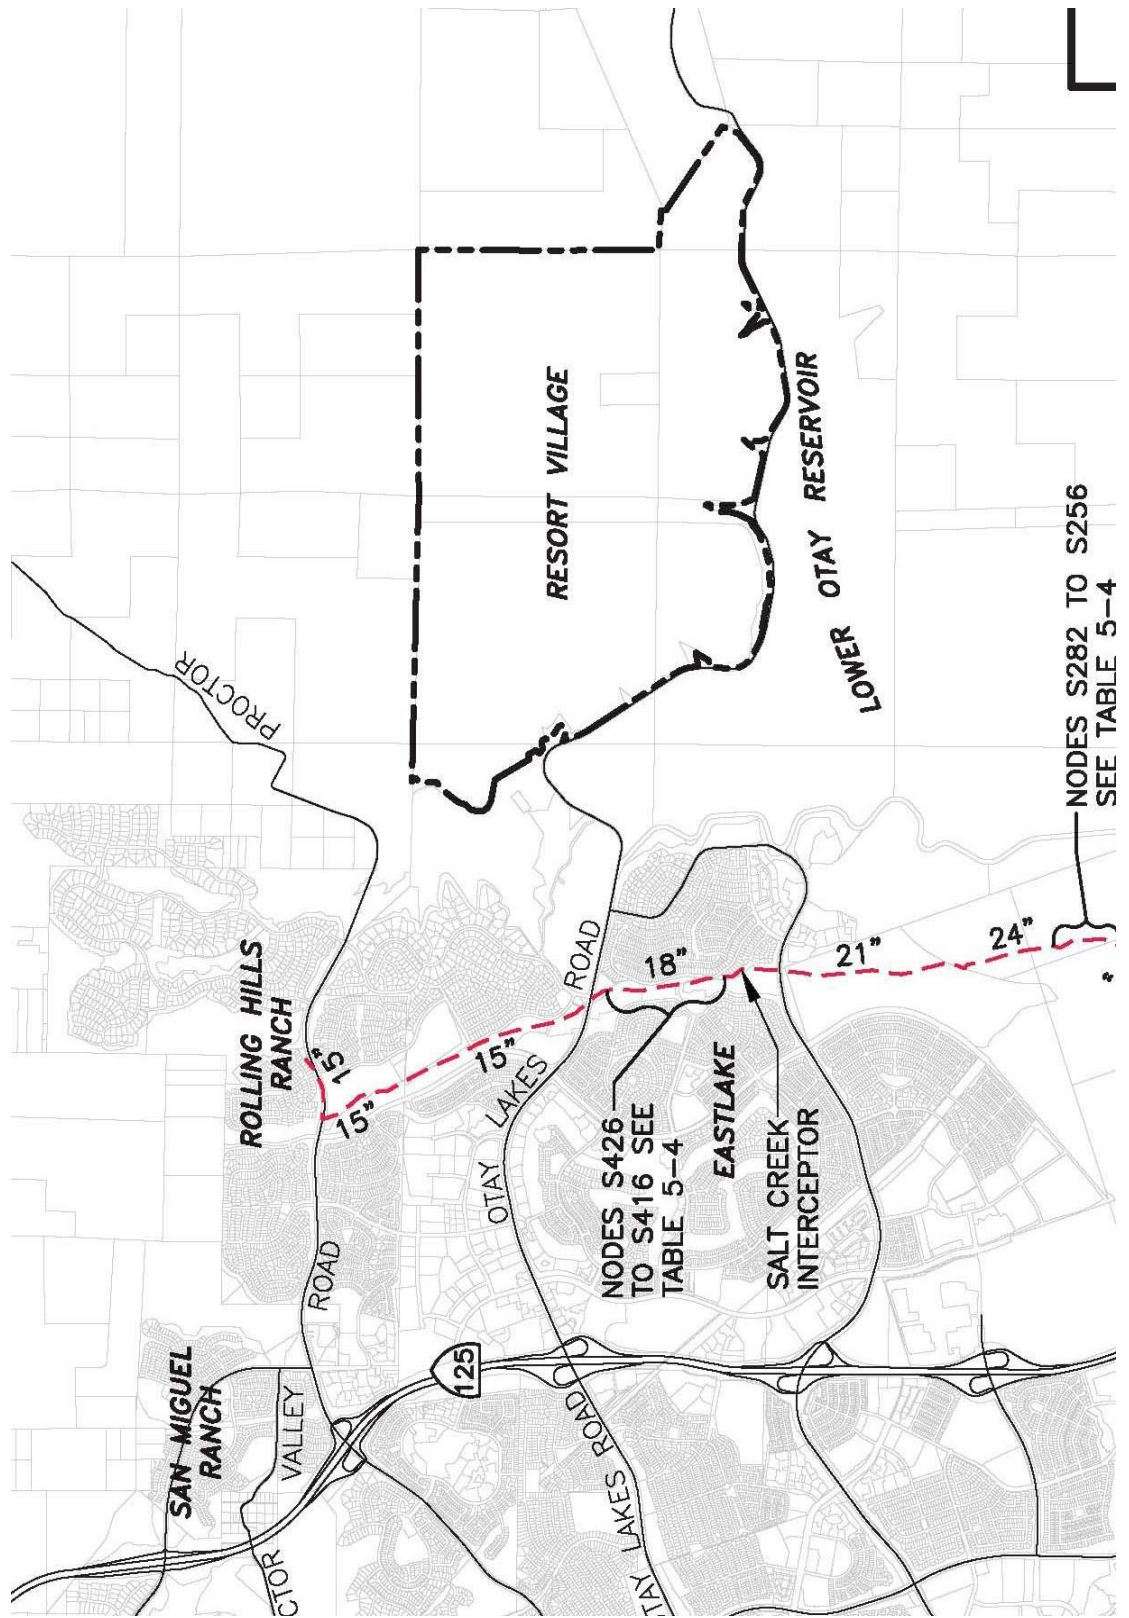 SAN MIGUEL
RANCH
ROLLING HILLS
RANCH
PROCTOR
CTOR
VALLEY
ROAD
15"
15"
125
15"
OTAY
LAKES
ROAD
RESORT VILLAGE
TAY LAKES ROAD
NODES S426
TO S416 SEE
TABLE 5-4
18"
EASTLAKE
SALT CREEK
INTERCEPTOR
LOWER OTAY RESERVOIR
21"
24"
NODES S282 TO S256
SEE TABLE 5-4